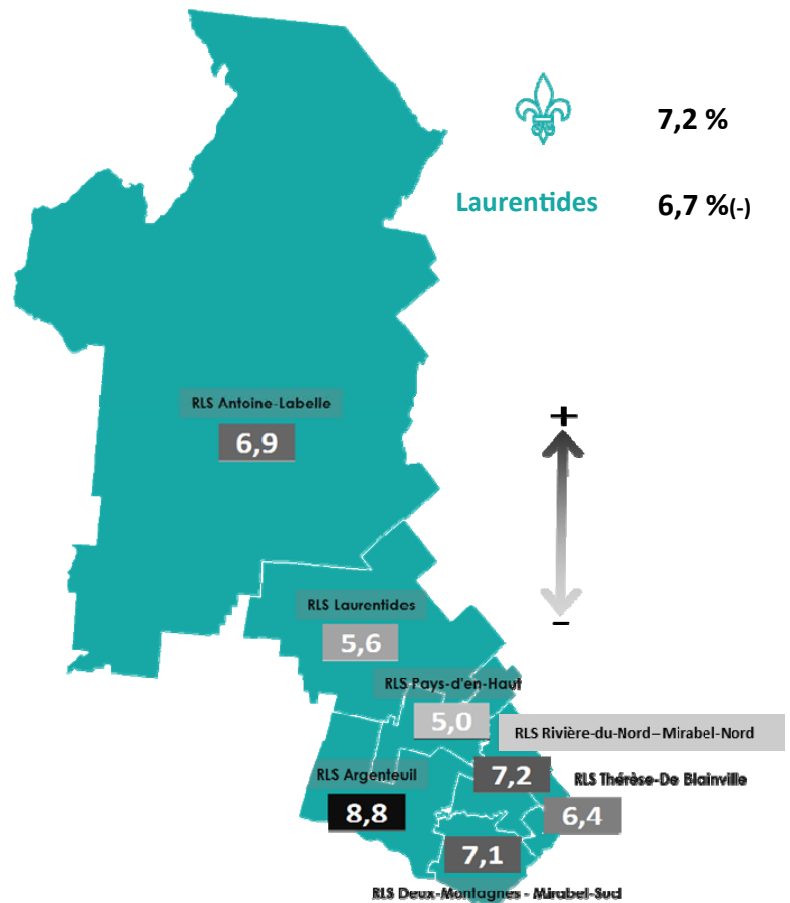 7,2 %
Laurentides 6,7 %(-)
RLS Antoine-Labelle
6,9
+
–
RLS Laurentides
5,6
RLS Pays-d'en-Haut
5,0
RLS Rivière-du-Nord–Mirabel-Nord
7,2
RLS Argenteuil
8,8
RLS Thérèse-De Blainville
6,4
7,1
RLS Deux-Montagnes - Mirabel-Sud